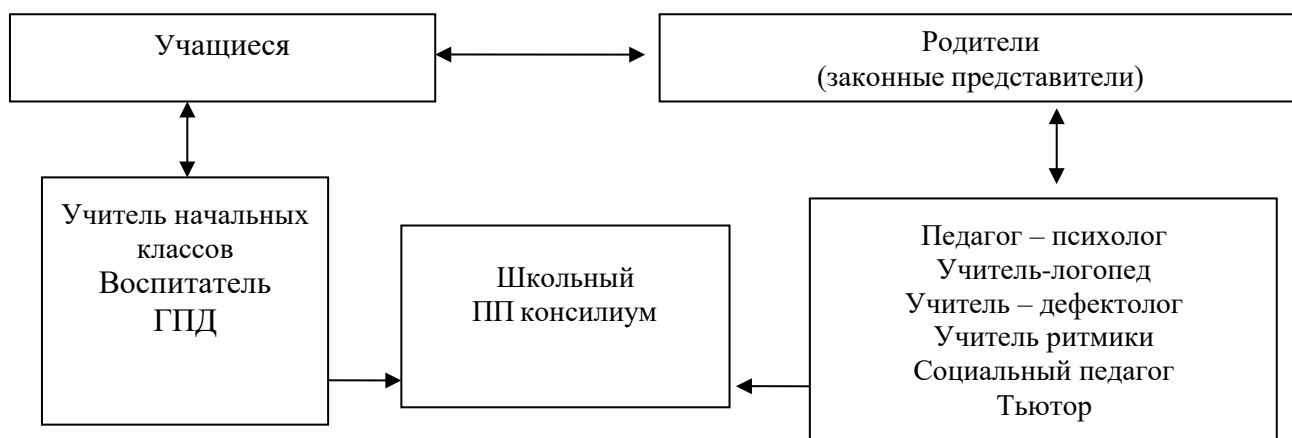 Учащиеся
Родители
(законные представители)
Учитель начальных
классов
Воспитатель
ГПД
Школьный
ПП консилиум
Педагог – психолог
Учитель-логопед
Учитель – дефектолог
Учитель ритмики
Социальный педагог
Тьютор